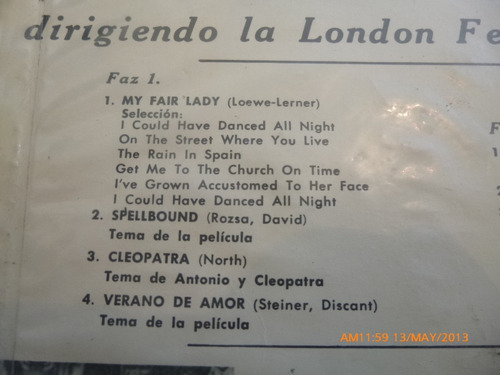 dirigiendo la London Fe
Faz 1.
1. MY FAIR LADY (Loewe-Lerner)
Selección:
I Could Have Danced All Night
On The Street Where You Live
The Rain In Spain
Get Me To The Church On Time
I've Grown Accustomed To Her Face
I Could Have Danced All Night
2. SPELLBOUND (Rozsa, David)
Tema de la película
3. CLEOPATRA (North)
Tema de Antonio y Cleopatra
4. VERANO DE AMOR (Steiner, Discant)
Tema de la película
F
1
AM11:59 13/MAY/2013